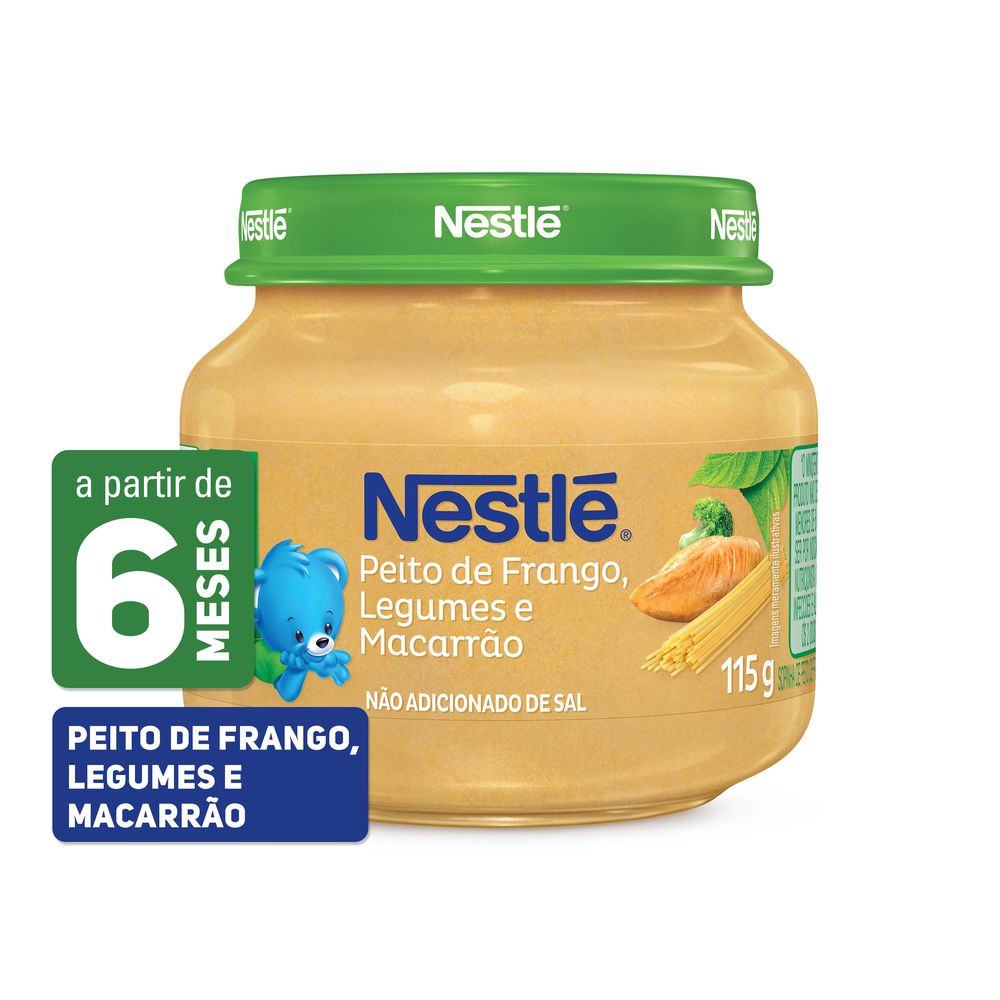 Nestlé
Nestlé®
Nestlé
Nestlé®
Peito de Frango,
Legumes e
Macarrão
NÃO ADICIONADO DE SAL
115 g
Imagens meramente ilustrativas
a partir de
6
MESES
PEITO DE FRANGO,
LEGUMES E
MACARRÃO